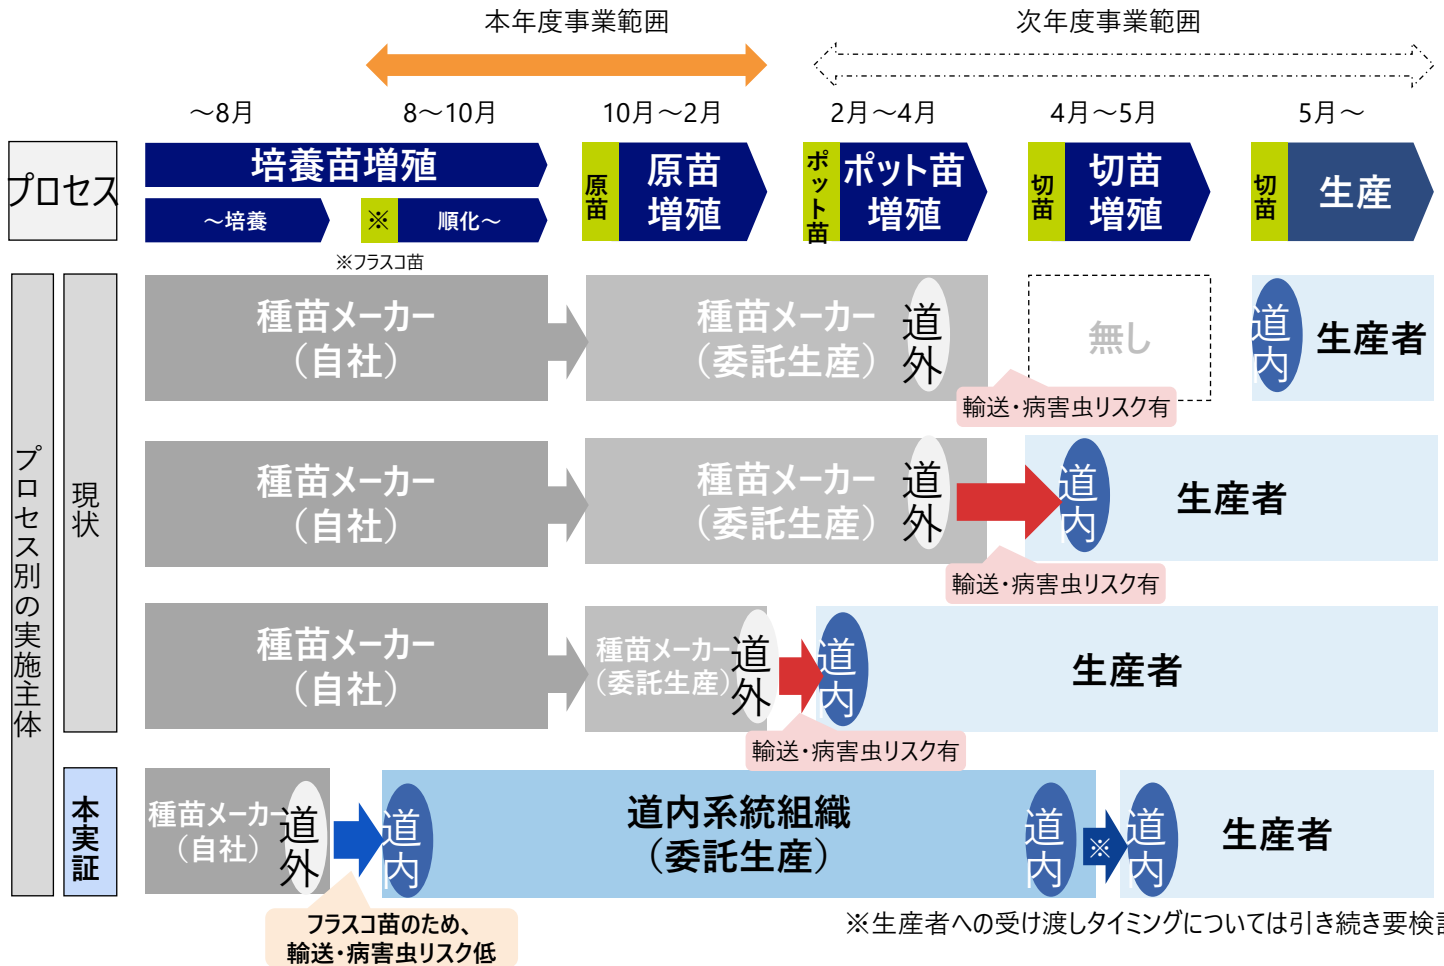 本年度事業範囲
次年度事業範囲
～8月
8～10月
10月～2月
2月～4月
4月～5月
5月～
プロセス
培養苗増殖
～培養
※
順化～
※フラスコ苗
原苗
原苗
増殖
ポット苗
ポット苗
増殖
切苗
切苗
増殖
切苗
生産
プロセス別の実施主体
現状
種苗メーカー
（自社）
種苗メーカー
（委託生産）
道外
無し
道内
生産者
輸送・病害虫リスク有
種苗メーカー
（自社）
種苗メーカー
（委託生産）
道外
道内
生産者
輸送・病害虫リスク有
種苗メーカー
（自社）
種苗メーカー
（委託生産）
道外
道内
生産者
輸送・病害虫リスク有
本実証
種苗メーカー
（自社）
道外
道内
道内系統組織
（委託生産）
道内
※
道内
生産者
フラスコ苗のため、
輸送・病害虫リスク低
※生産者への受け渡しタイミングについては引き続き要検討